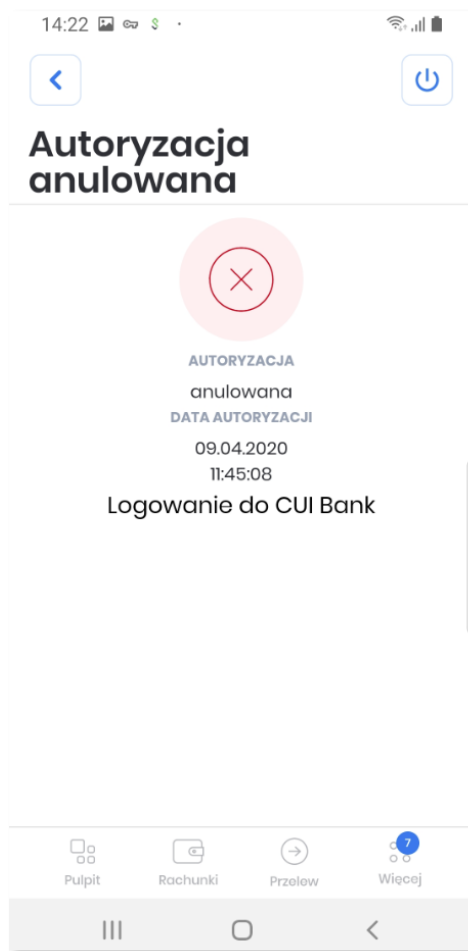 14:22
Autoryzacja
anulowana
AUTORYZACJA
anulowana
DATA AUTORYZACJI
09.04.2020
11:45:08
Logowanie do CUI Bank
7
Pulpit
Rachunki
Przelew
Więcej